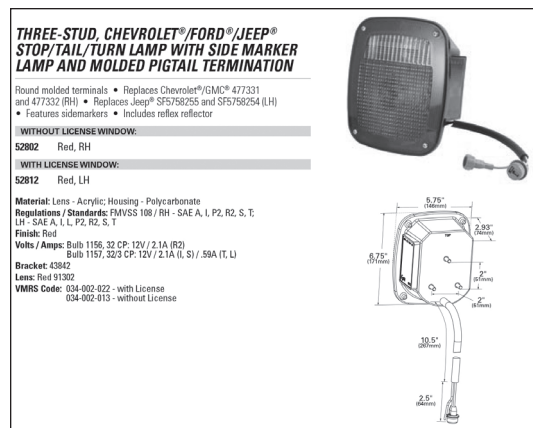 THREE-STUD, CHEVROLET®/FORD®/JEEP®
STOP/TAIL/TURN LAMP WITH SIDE MARKER
LAMP AND MOLDED PIGTAIL TERMINATION
Round molded terminals • Replaces Chevrolet®/GMC® 477331
and 477332 (RH) • Replaces Jeep® SF5758255 and SF5758254 (LH)
• Features sidemarkers • Includes reflex reflector
WITHOUT LICENSE WINDOW:
52802 Red, RH
WITH LICENSE WINDOW:
52812 Red, LH
Material: Lens - Acrylic; Housing - Polycarbonate
Regulations / Standards: FMVSS 108 / RH - SAE A, I, P2, R2, S, T;
LH - SAE A, I, L, P2, R2, S, T
Finish: Red
Volts / Amps: Bulb 1156, 32 CP: 12V / 2.1A (R2)
Bulb 1157, 32/3 CP: 12V / 2.1A (I, S) / .59A (T, L)
Bracket: 43842
Lens: Red 91302
VMRS Code: 034-002-022 - with License
034-002-013 - without License
5.75"
(146mm)
2.93"
(74mm)
TOP
6.75"
(171mm)
2"
(51mm)
2"
(51mm)
10.5"
(267mm)
2.5"
(64mm)